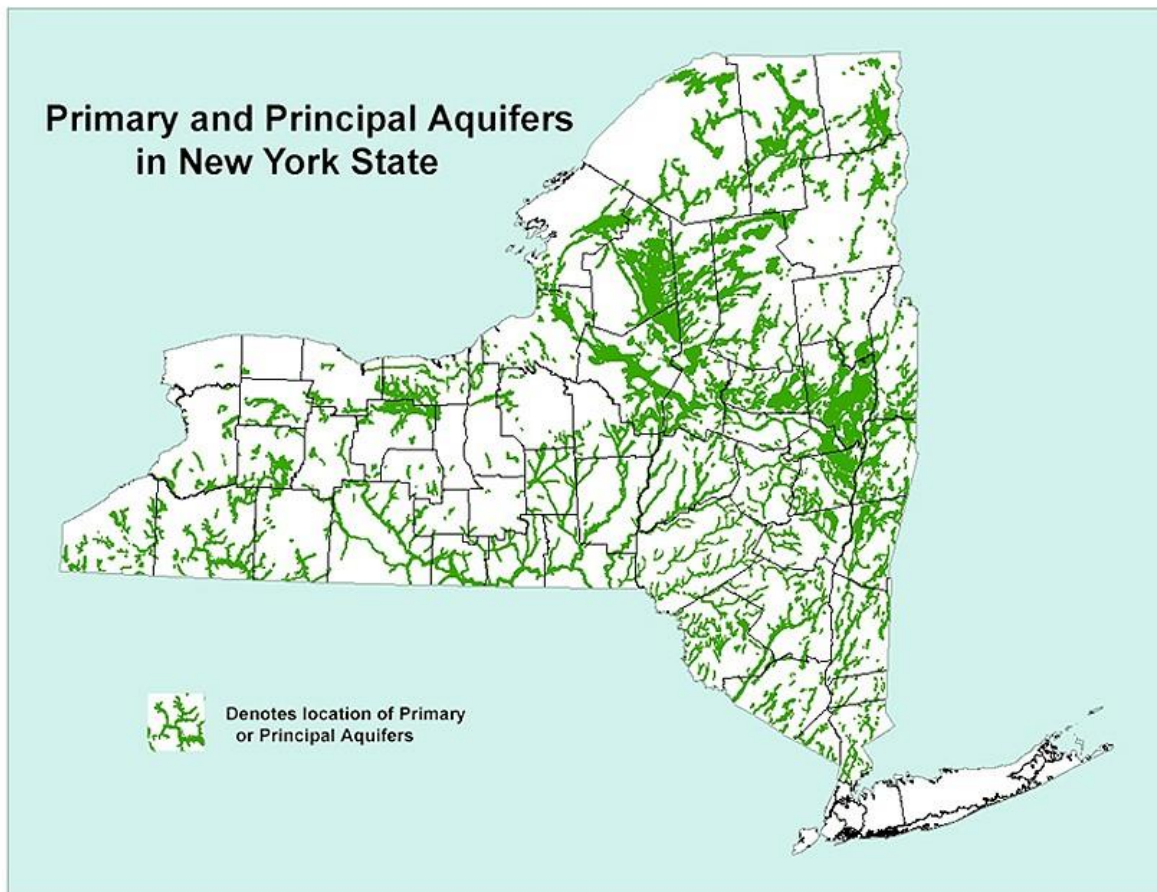 Primary and Principal Aquifers
in New York State
Denotes location of Primary
or Principal Aquifers